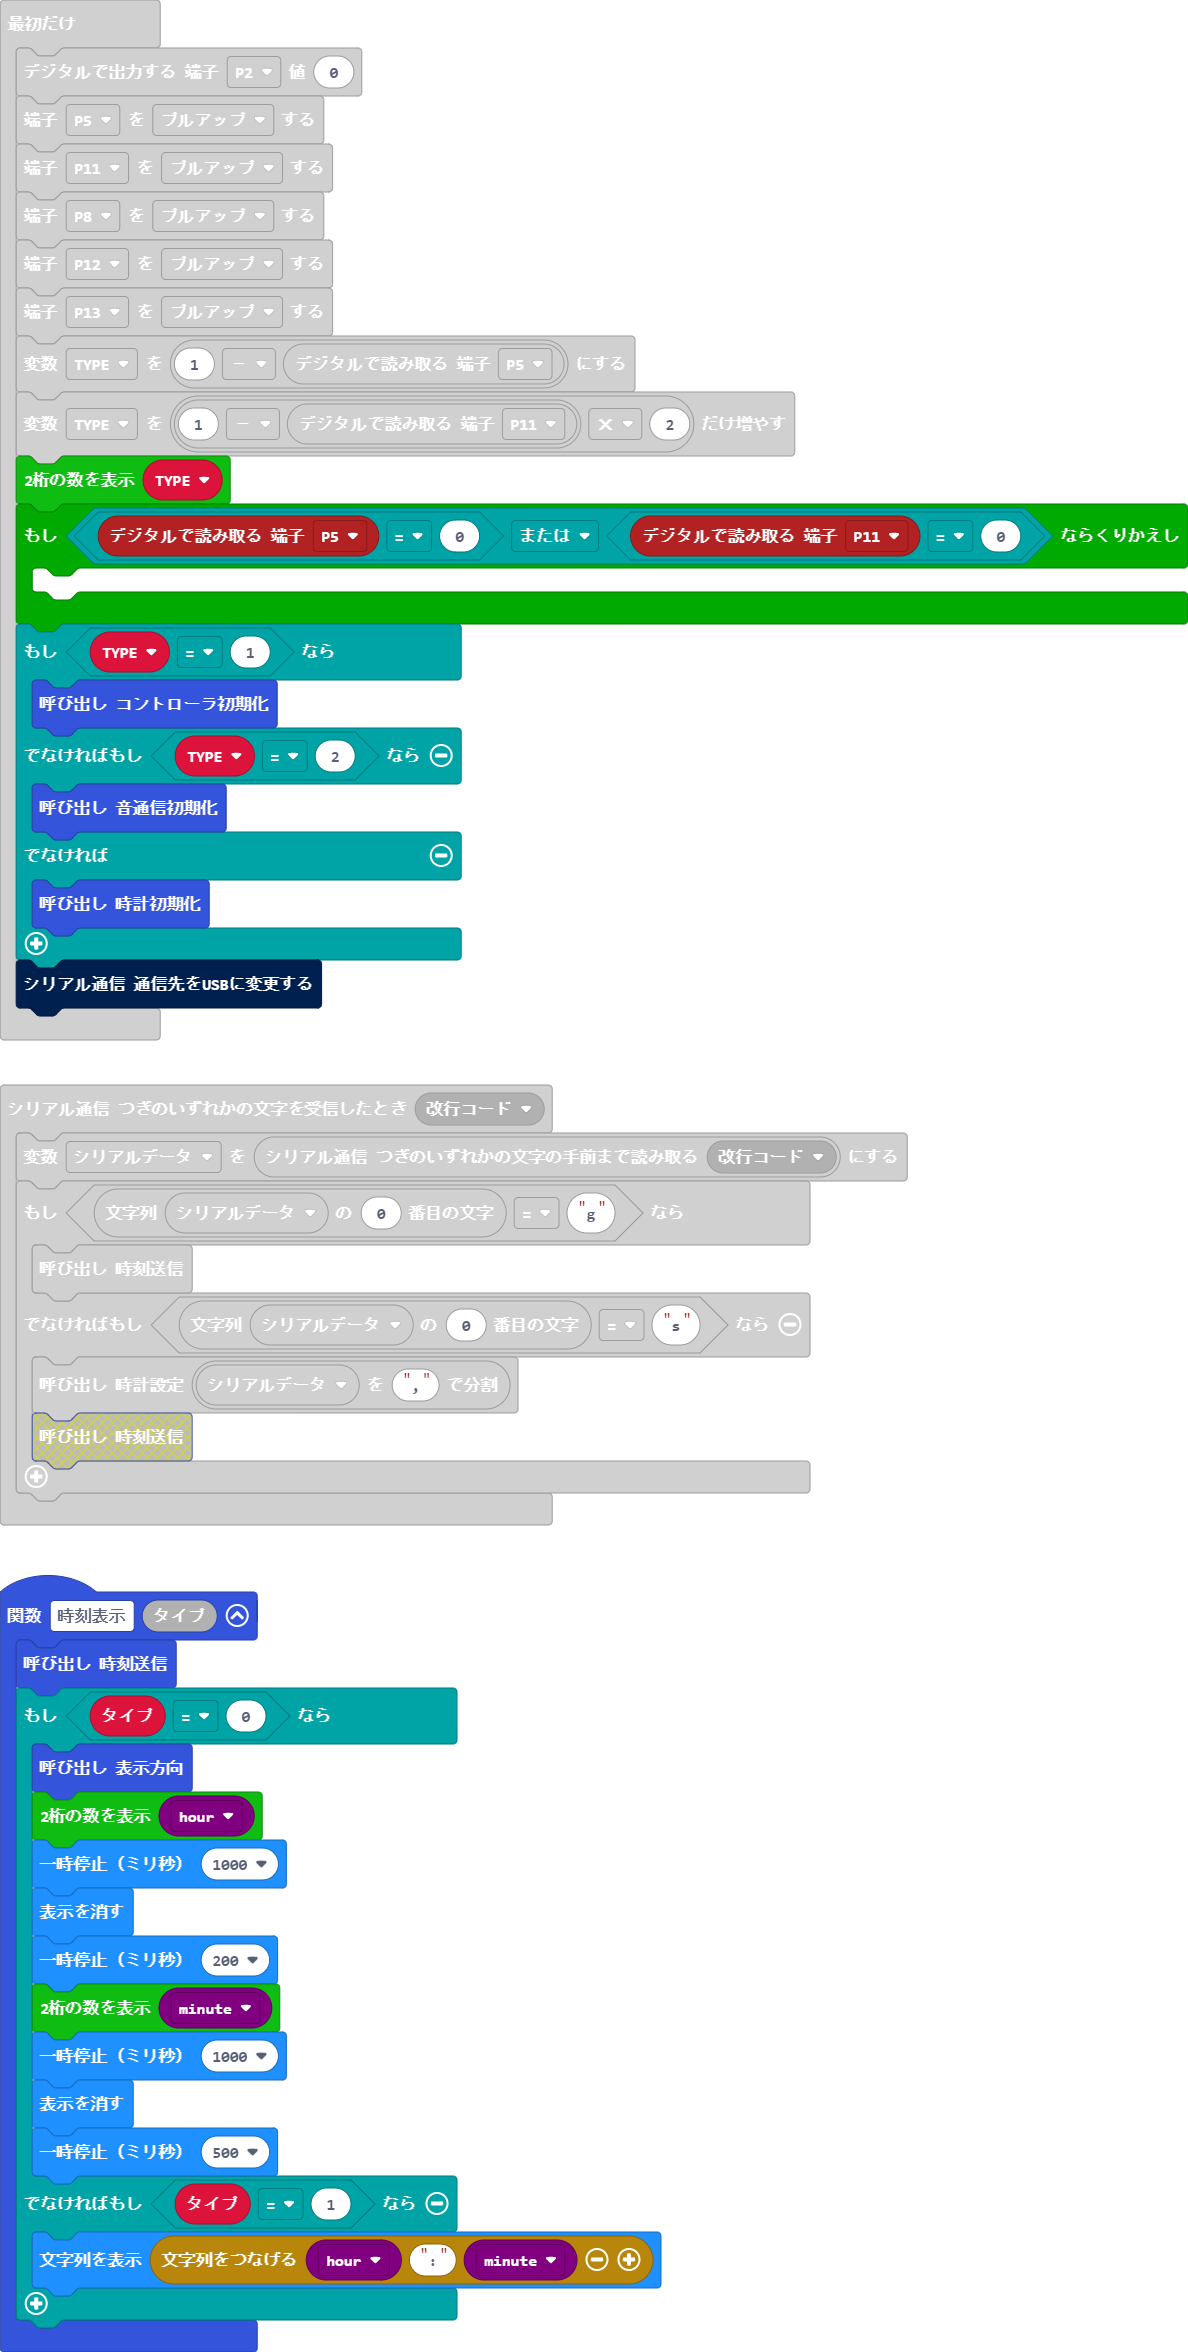 最初だけ
デジタルで出力する 端子 P2 値 0
端子 P5 を プルアップ する
端子 P11 を プルアップ する
端子 P8 を プルアップ する
端子 P12 を プルアップ する
端子 P13 を プルアップ する
変数 TYPE を 1 - デジタルで読み取る 端子 P5 にする
変数 TYPE を 1 - デジタルで読み取る 端子 P11 × 2 だけ増やす
2桁の数を表示 TYPE
もし デジタルで読み取る 端子 P5 = 0 または デジタルで読み取る 端子 P11 = 0 ならくりかえし
もし TYPE = 1 なら
呼び出し コントローラ初期化
でなければもし TYPE = 2 なら
呼び出し 音通信初期化
でなければ
呼び出し 時計初期化
シリアル通信 通信先をUSBに変更する
シリアル通信 つぎのいずれかの文字を受信したとき 改行コード
変数 シリアルデータ を シリアル通信 つぎのいずれかの文字の手前まで読み取る 改行コード にする
もし 文字列 シリアルデータ の 0 番目の文字 = "g" なら
呼び出し 時刻送信
でなければもし 文字列 シリアルデータ の 0 番目の文字 = "s" なら
呼び出し 時計設定 シリアルデータ を "," で分割
呼び出し 時刻送信
関数 時刻表示 タイプ
呼び出し 時刻送信
もし タイプ = 0 なら
呼び出し 表示方向
2桁の数を表示 hour
一時停止（ミリ秒） 1000
表示を消す
一時停止（ミリ秒） 200
2桁の数を表示 minute
一時停止（ミリ秒） 1000
表示を消す
一時停止（ミリ秒） 500
でなければもし タイプ = 1 なら
文字列を表示 文字列をつなげる hour ":" minute